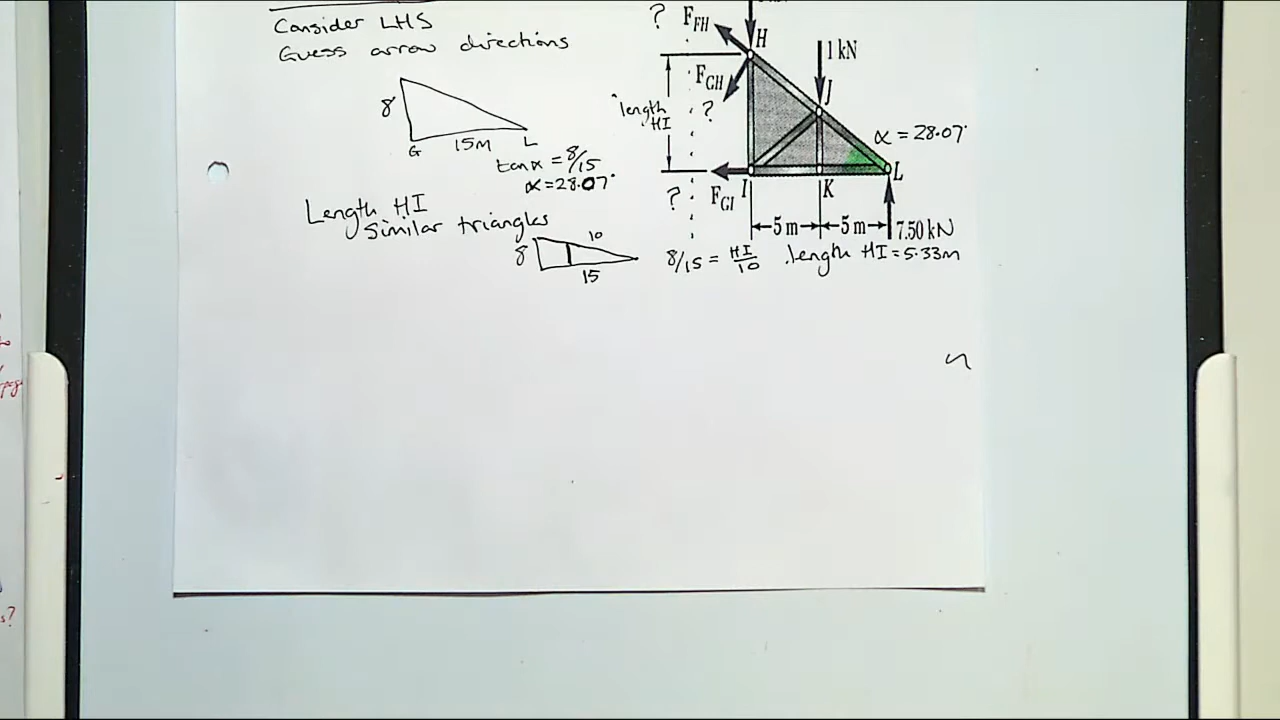 Consider LHS
Guess arrow directions
8
G 15M L
tanα = 8/15
α=28.07°
Length HI
Similar triangles
8
10
15
8/15 = HI/10 length HI=5.33m
?
F_FH
H
1 kN
F_GH
?
J
length HI
α = 28.07°
F_GI
I
K
L
?
5 m
5 m
7.50 kN
s?